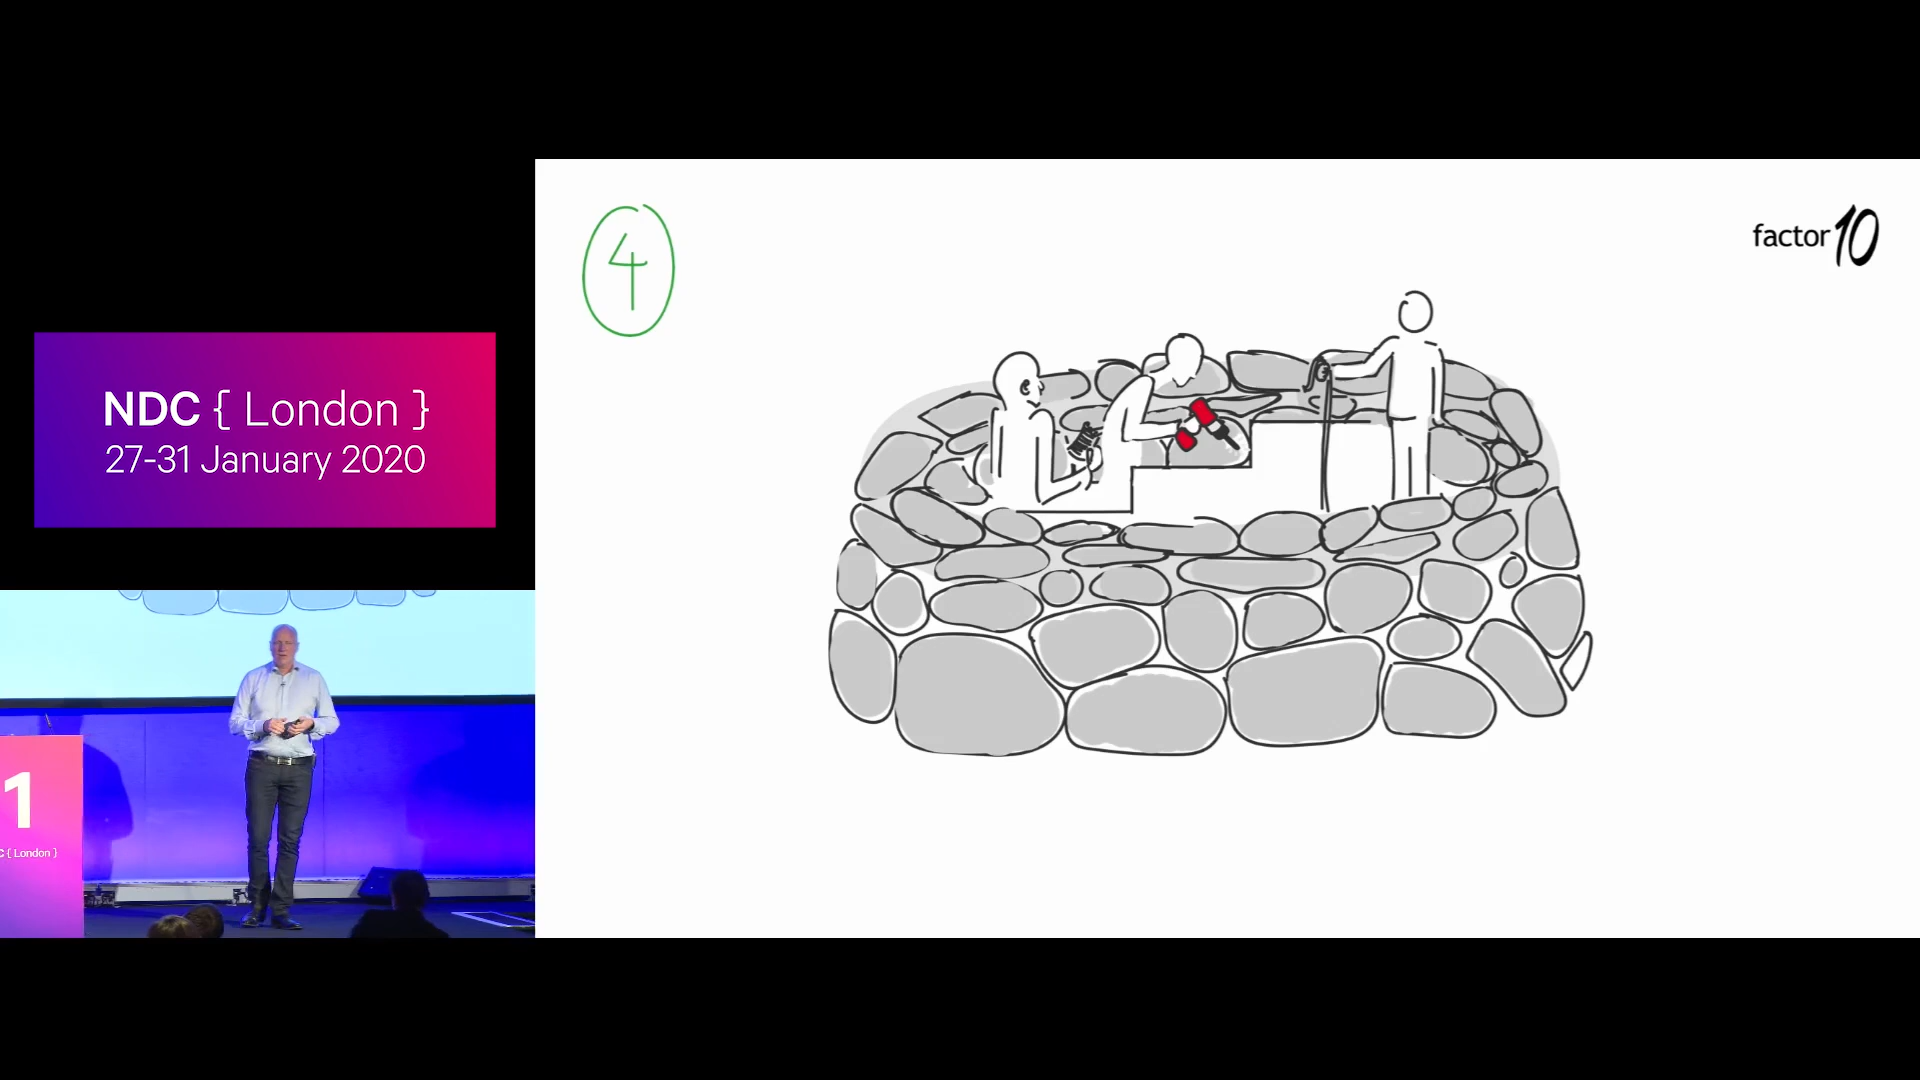 NDC { London }
27-31 January 2020
4
factor10
1
C{ London }